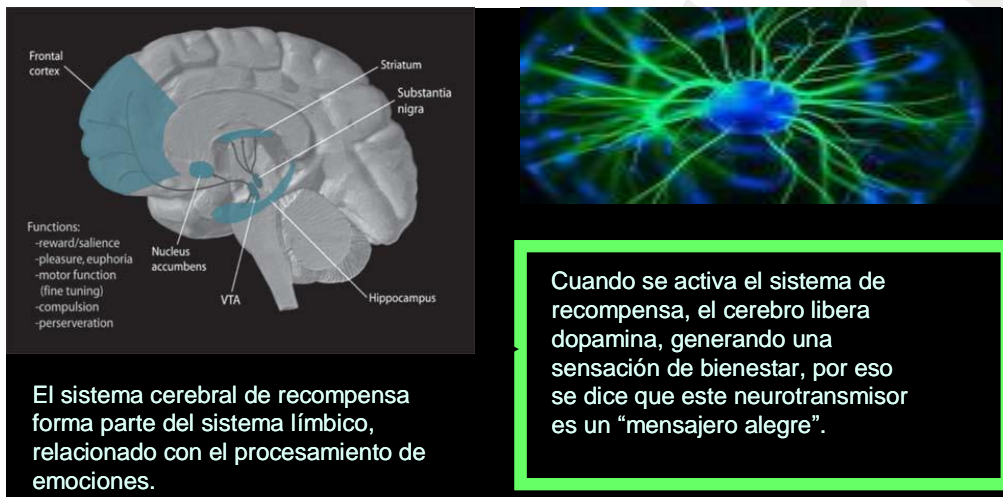 Frontal
cortex
Striatum
Substantia
nigra
Functions:
-reward/salience
-pleasure, euphoria
-motor function
(fine tuning)
-compulsion
-perserveration
Nucleus
accumbens
VTA
Hippocampus
El sistema cerebral de recompensa
forma parte del sistema límbico,
relacionado con el procesamiento de
emociones.
Cuando se activa el sistema de
recompensa, el cerebro libera
dopamina, generando una
sensación de bienestar, por eso
se dice que este neurotransmisor
es un “mensajero alegre”.